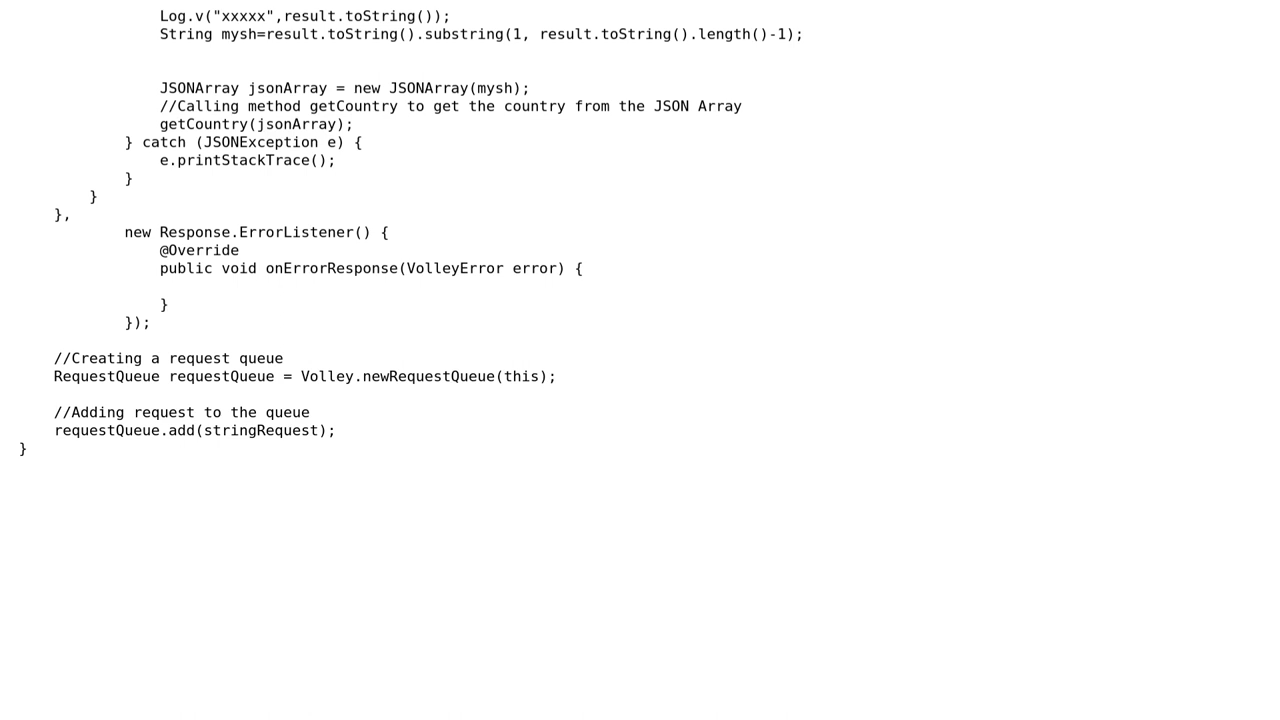 Log.v("xxxxx",result.toString());
String mysh=result.toString().substring(1, result.toString().length()-1);
JSONArray jsonArray = new JSONArray(mysh);
//Calling method getCountry to get the country from the JSON Array
getCountry(jsonArray);
} catch (JSONException e) {
e.printStackTrace();
}
}
},
new Response.ErrorListener() {
@Override
public void onErrorResponse(VolleyError error) {
}
});
//Creating a request queue
RequestQueue requestQueue = Volley.newRequestQueue(this);
//Adding request to the queue
requestQueue.add(stringRequest);
}